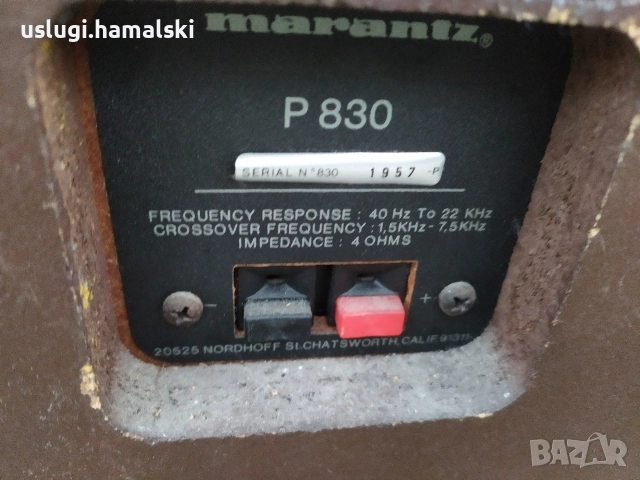 uslugi.hamalski
marantz®
P 830
SERIAL N° 830 1957 -P
FREQUENCY RESPONSE : 40 Hz To 22 KHz
CROSSOVER FREQUENCY : 1,5KHz - 7,5KHz
IMPEDANCE : 4 OHMS
- +
20525 NORDHOFF St. CHATSWORTH, CALIF. 91311
BAZAR